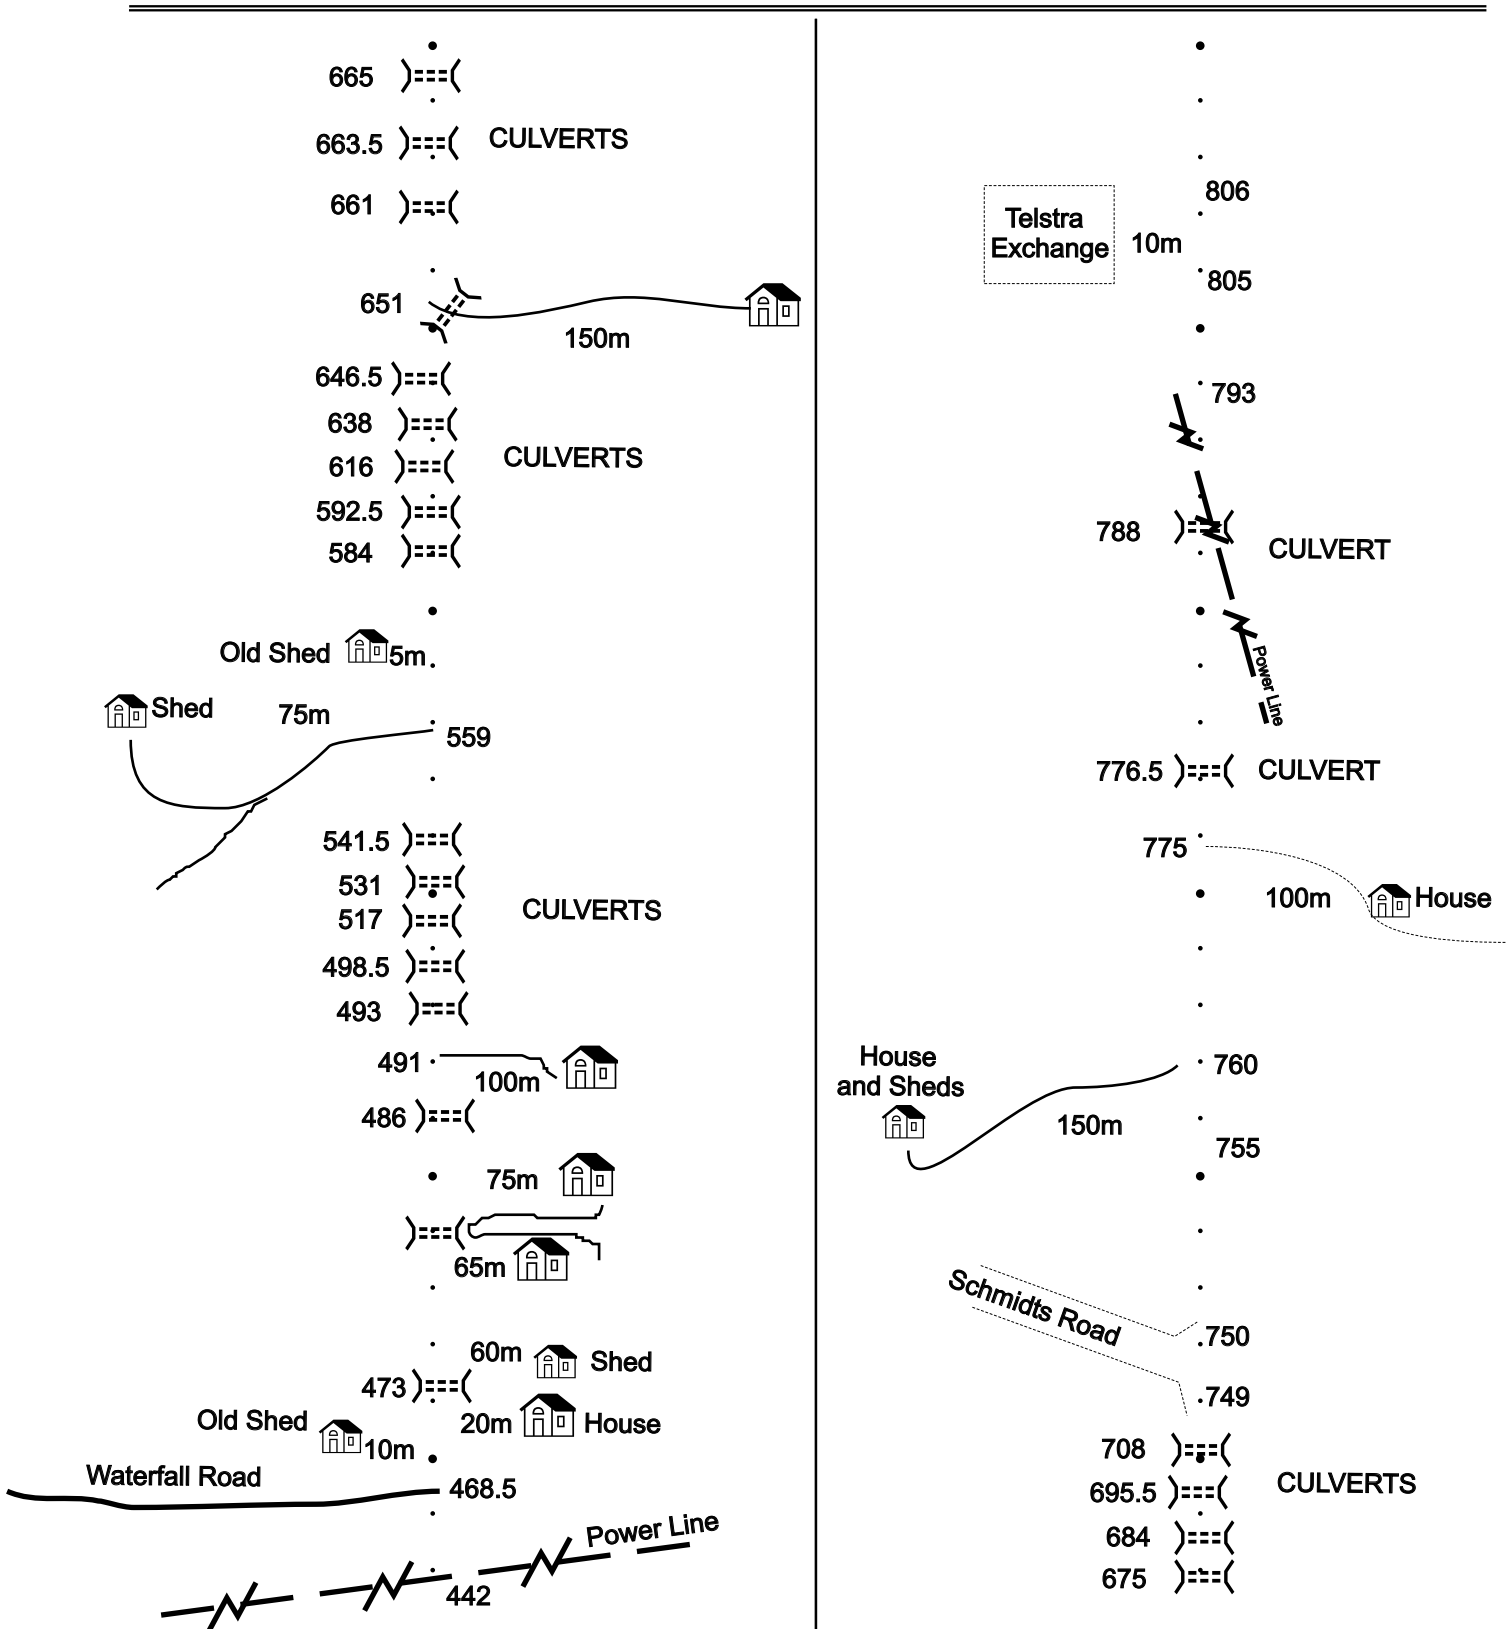 665
663.5 CULVERTS
661
651
150m
646.5
638
616 CULVERTS
592.5
584
Old Shed 5m
Shed 75m
559
541.5
531
517 CULVERTS
498.5
493
491
100m
486
75m
65m
60m Shed
473
Old Shed 20m House
10m
Waterfall Road 468.5
Power Line
442
806
Telstra
Exchange 10m
805
793
788 CULVERT
Power Line
776.5 CULVERT
775
100m House
House
and Sheds
760
150m
755
Schmidts Road
750
749
708
695.5 CULVERTS
684
675